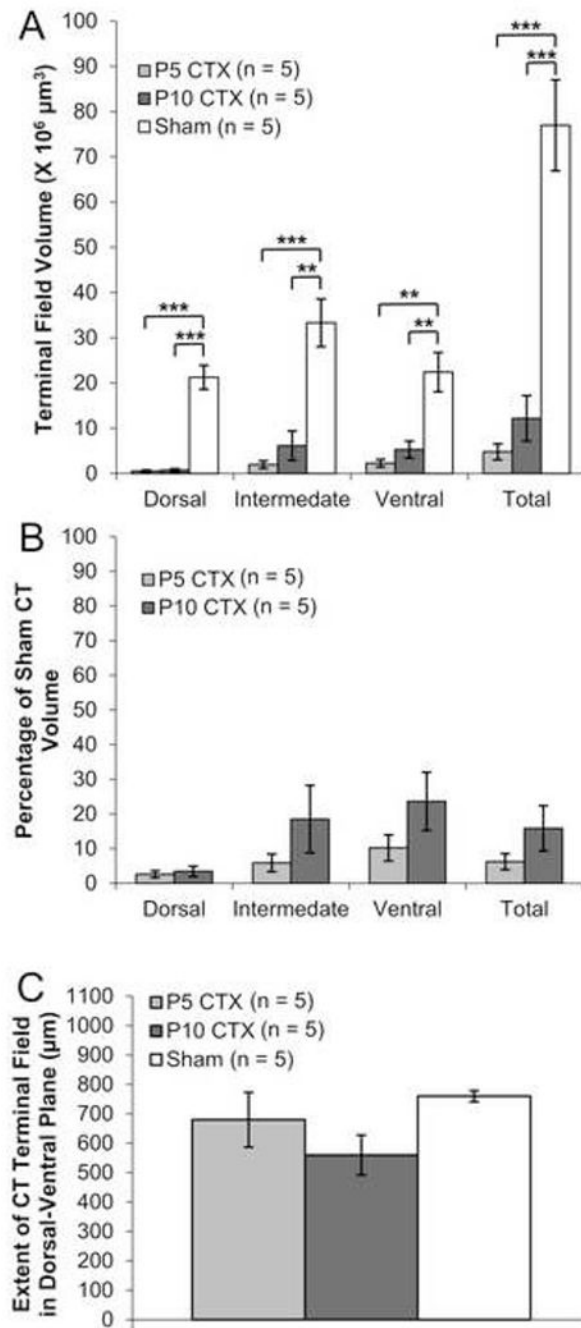 A
Terminal Field Volume (X 10⁶ µm³)
100
90
80
70
60
50
40
30
20
10
0
P5 CTX (n = 5)
P10 CTX (n = 5)
Sham (n = 5)
***
***
***
**
**
**
***
***
Dorsal
Intermedate
Ventral
Total
B
Percentage of Sham CT
Volume
100
90
80
70
60
50
40
30
20
10
0
P5 CTX (n = 5)
P10 CTX (n = 5)
Dorsal
Intermedate
Ventral
Total
C
Extent of CT Terminal Field
in Dorsal-Ventral Plane (µm)
1100
1000
900
800
700
600
500
400
300
200
100
0
P5 CTX (n = 5)
P10 CTX (n = 5)
Sham (n = 5)